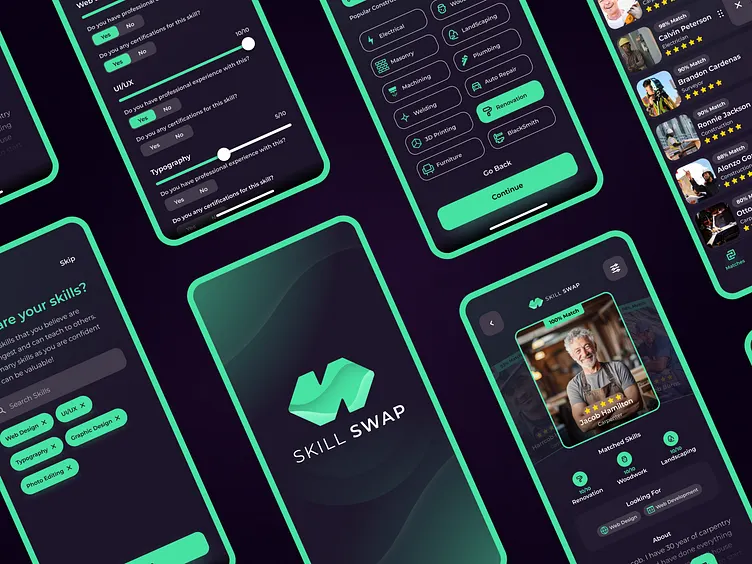 Do you have professional experience with this?
Yes No
Do you any certifications for this skill?
Yes No
10/10
UI/UX
Do you have professional experience with this?
Yes No
Do you any certifications for this skill?
Yes No
5/10
Typography
Do you have professional experience with this?
Yes No
Do you any certifications for this skill?
Yes No
Popular
Electrical
Landscaping
Masonry
Plumbing
Machining
Auto Repair
Welding
Renovation
3D Printing
BlackSmith
Furniture
Go Back
Continue
98% Match
Calvin Peterson
Electrician
90% Match
Brandon Cardenas
Surveyor
90% Match
Ronnie Jackson
Construction
98% Match
Alonzo
Matches
Skip
are your skills?
skills that you believe are
and can teach to others.
many skills as you are confident
can be valuable!
Search Skills
Web Design ×
UI/UX ×
Typography ×
Graphic Design ×
Photo Editing ×
SKILL SWAP
SKILL SWAP
100% Match
Jacob Hamilton
Carpenter
Matched Skills
10/10
Renovation
10/10
Woodwork
10/10
Landscaping
Looking For
Web Design
Web Development
About
Jacob, I have 30 year of carpentry
I have done everything